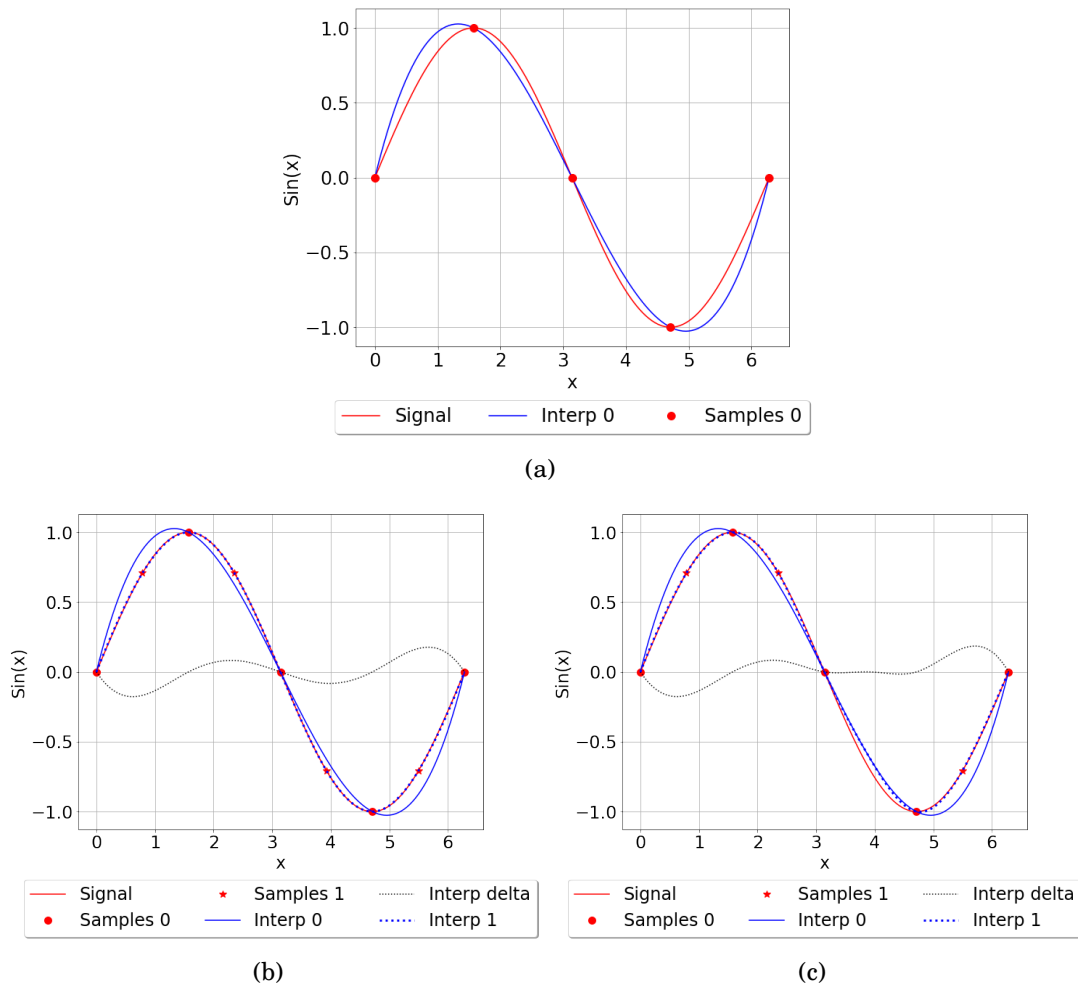 1.0
0.5
0.0
−0.5
−1.0
Sin(x)
0 1 2 3 4 5 6
x
Signal Interp 0 Samples 0
(a)
1.0
0.5
0.0
−0.5
−1.0
Sin(x)
0 1 2 3 4 5 6
x
Signal Samples 1 Interp delta
Samples 0 Interp 0 Interp 1
(b)
1.0
0.5
0.0
−0.5
−1.0
Sin(x)
0 1 2 3 4 5 6
x
Signal Samples 1 Interp delta
Samples 0 Interp 0 Interp 1
(c)